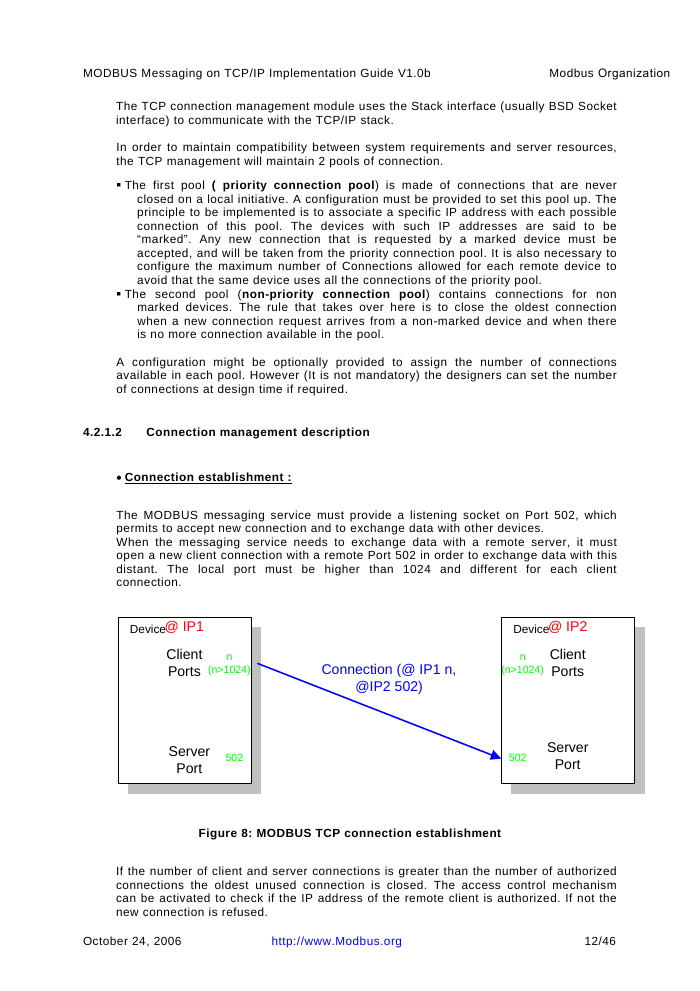 MODBUS Messaging on TCP/IP Implementation Guide V1.0b Modbus Organization
The TCP connection management module uses the Stack interface (usually BSD Socket
interface) to communicate with the TCP/IP stack.
In order to maintain compatibility between system requirements and server resources,
the TCP management will maintain 2 pools of connection.
▪ The first pool ( priority connection pool) is made of connections that are never
closed on a local initiative. A configuration must be provided to set this pool up. The
principle to be implemented is to associate a specific IP address with each possible
connection of this pool. The devices with such IP addresses are said to be
“marked”. Any new connection that is requested by a marked device must be
accepted, and will be taken from the priority connection pool. It is also necessary to
configure the maximum number of Connections allowed for each remote device to
avoid that the same device uses all the connections of the priority pool.
▪ The second pool (non-priority connection pool) contains connections for non
marked devices. The rule that takes over here is to close the oldest connection
when a new connection request arrives from a non-marked device and when there
is no more connection available in the pool.
A configuration might be optionally provided to assign the number of connections
available in each pool. However (It is not mandatory) the designers can set the number
of connections at design time if required.
4.2.1.2 Connection management description
• Connection establishment :
The MODBUS messaging service must provide a listening socket on Port 502, which
permits to accept new connection and to exchange data with other devices.
When the messaging service needs to exchange data with a remote server, it must
open a new client connection with a remote Port 502 in order to exchange data with this
distant. The local port must be higher than 1024 and different for each client
connection.
Device@ IP1
Client
Ports
n
(n>1024)
Server
Port
502
Connection (@ IP1 n,
@IP2 502)
Device@ IP2
n
(n>1024)
Client
Ports
502
Server
Port
Figure 8: MODBUS TCP connection establishment
If the number of client and server connections is greater than the number of authorized
connections the oldest unused connection is closed. The access control mechanism
can be activated to check if the IP address of the remote client is authorized. If not the
new connection is refused.
October 24, 2006 http://www.Modbus.org 12/46